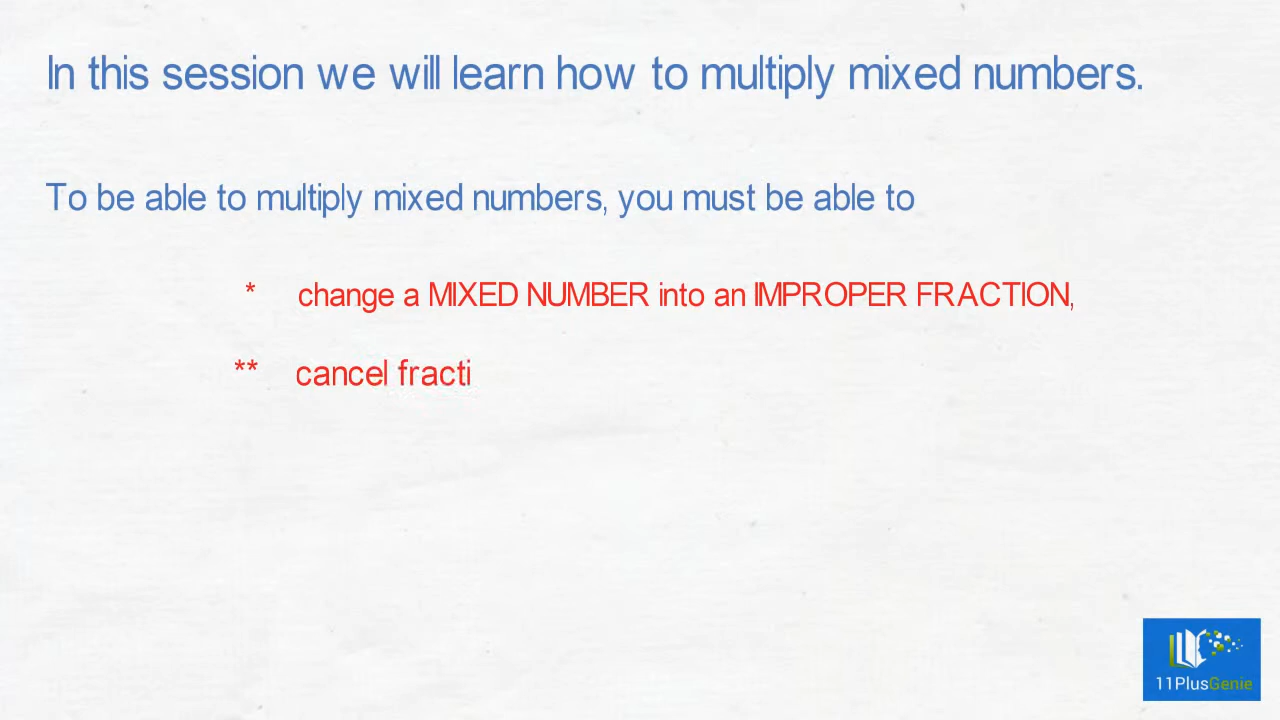 In this session we will learn how to multiply mixed numbers.
To be able to multiply mixed numbers, you must be able to
* change a MIXED NUMBER into an IMPROPER FRACTION,
** cancel fracti
11PlusGenie